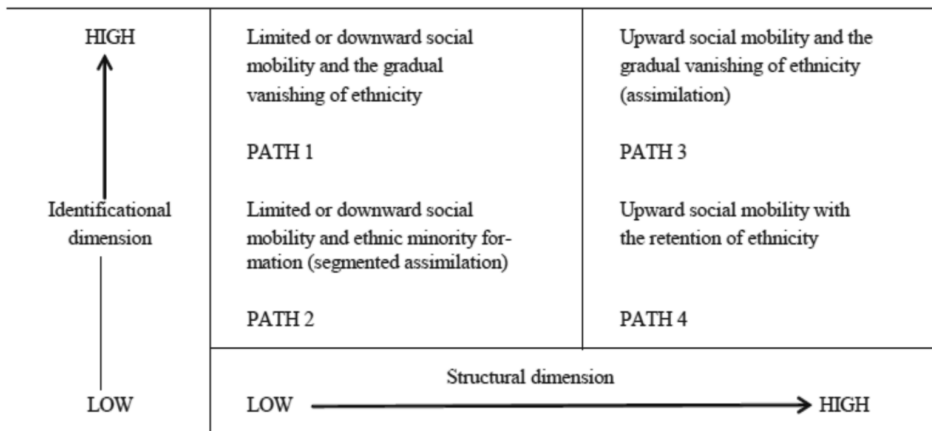 HIGH
Limited or downward social
mobility and the gradual
vanishing of ethnicity
PATH 1
Upward social mobility and the
gradual vanishing of ethnicity
(assimilation)
PATH 3
Identificational
dimension
Limited or downward social
mobility and ethnic minority for-
mation (segmented assimilation)
PATH 2
Upward social mobility with
the retention of ethnicity
PATH 4
Structural dimension
LOW
LOW
HIGH